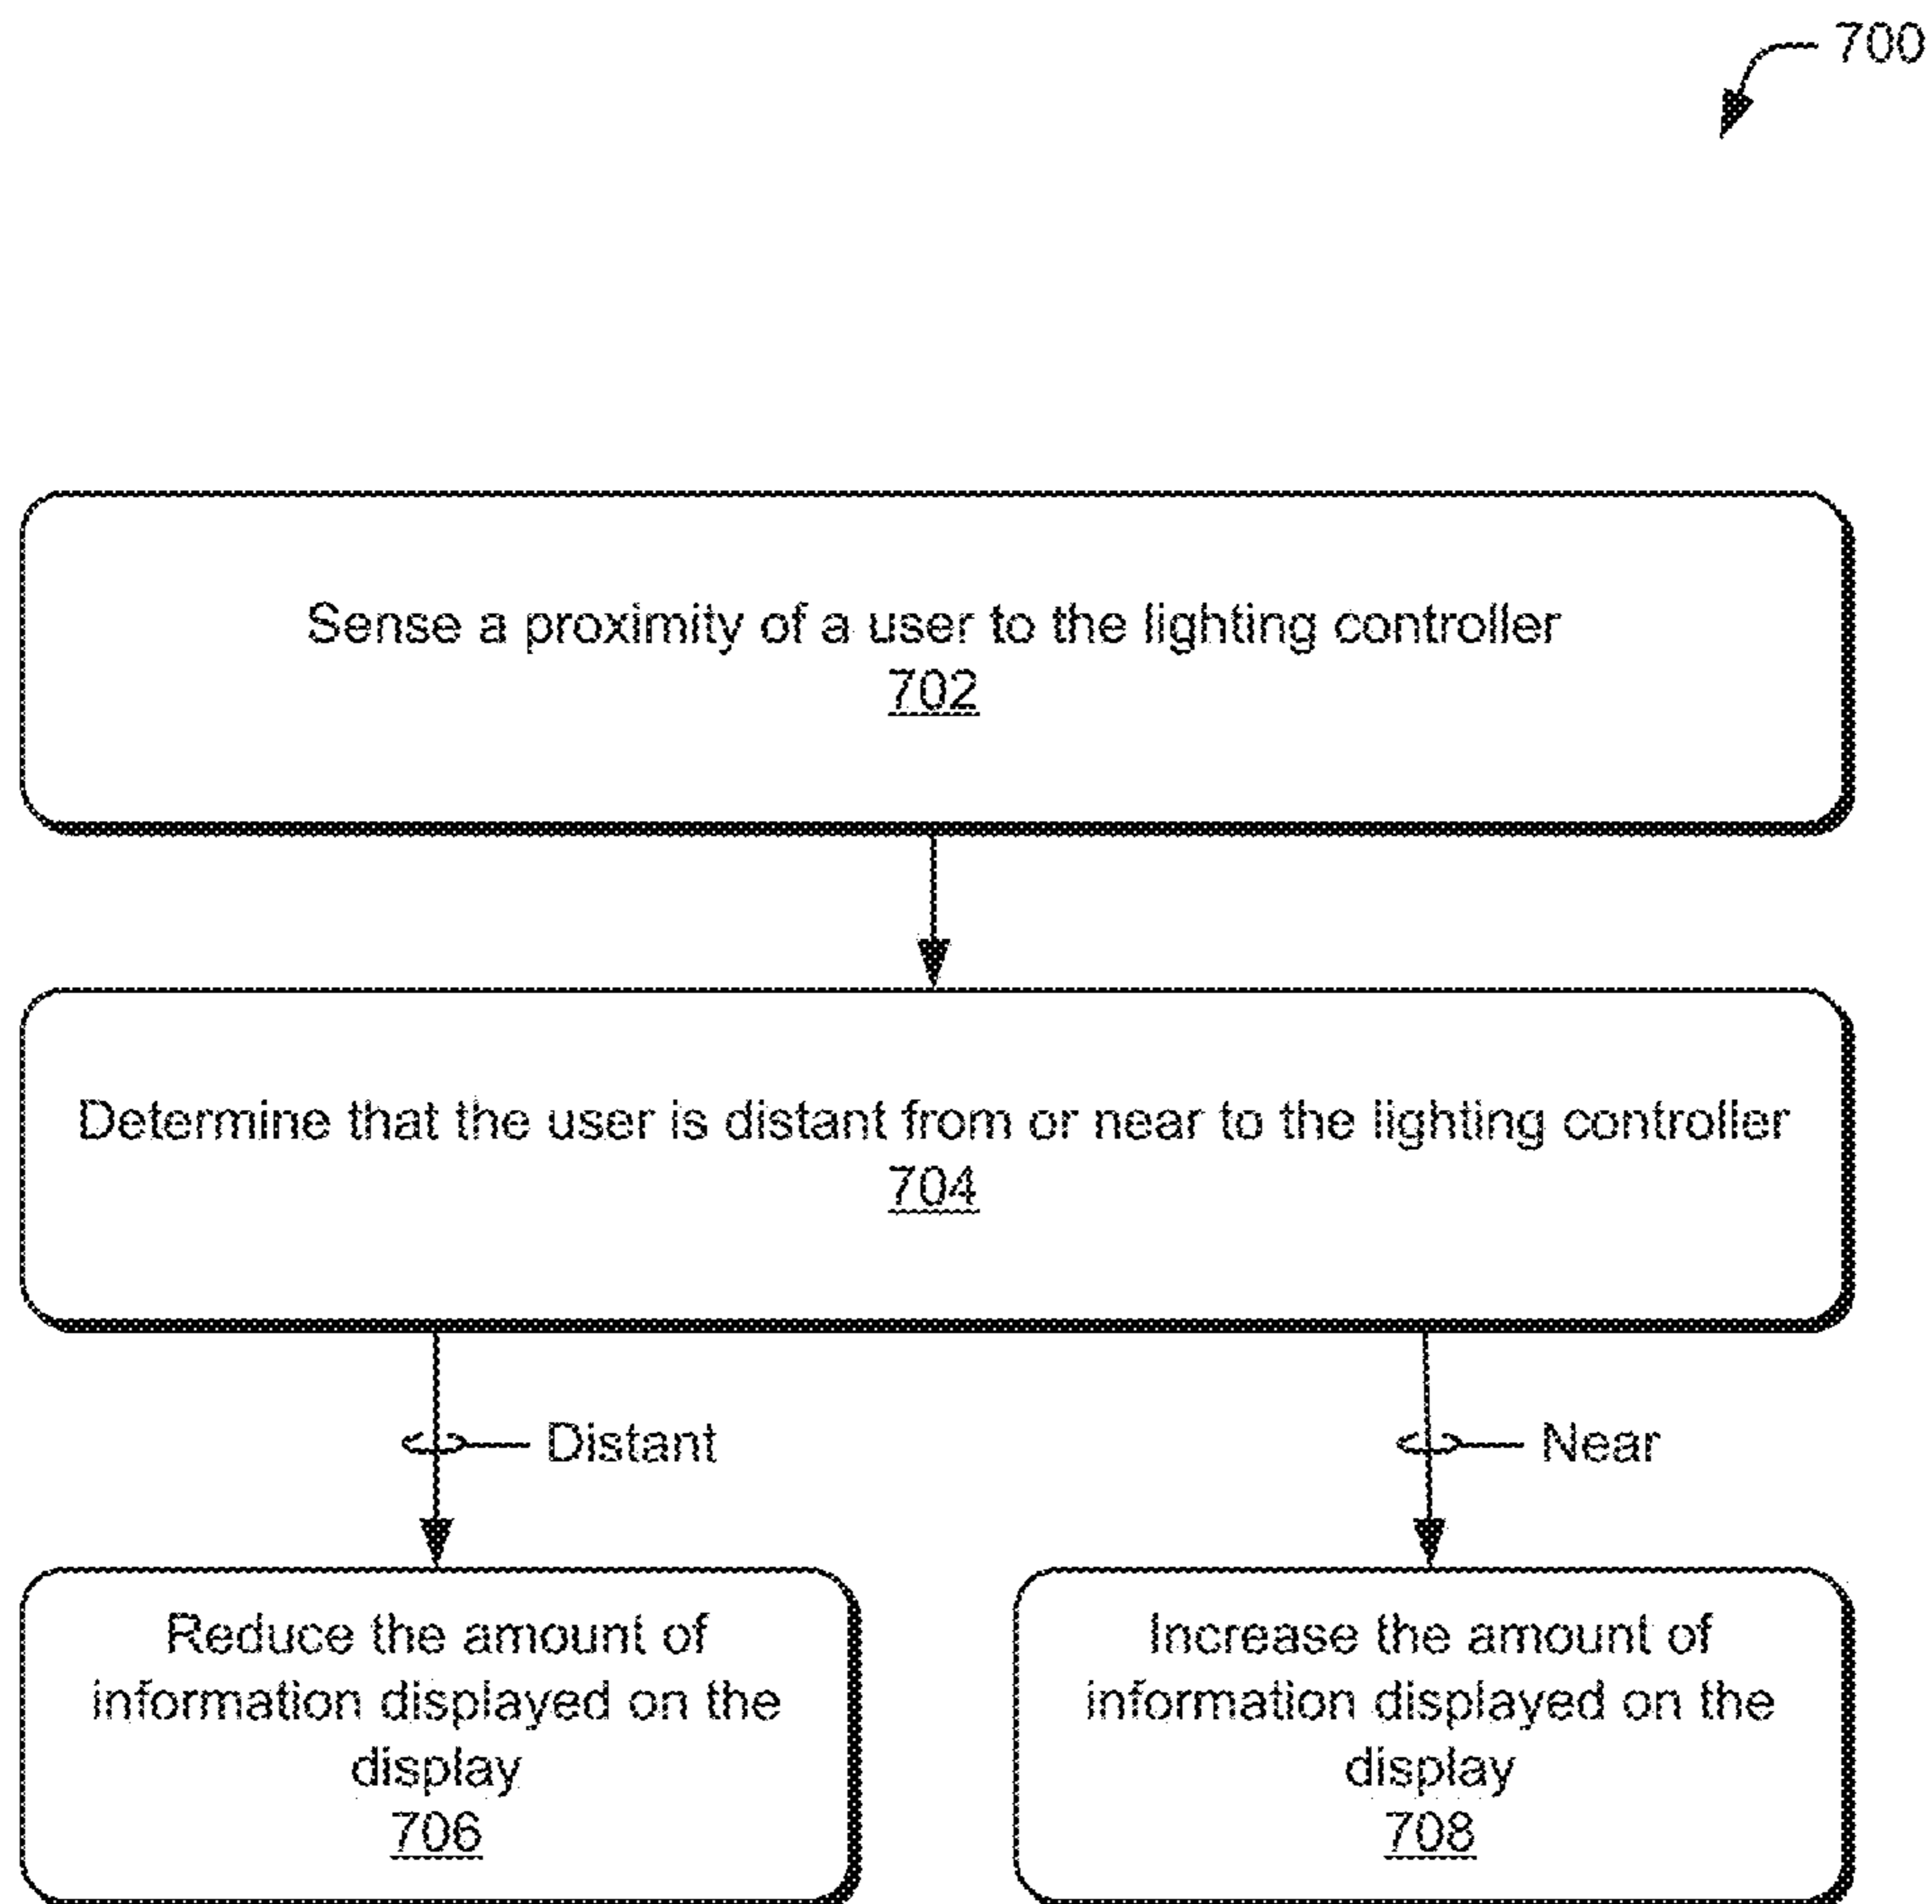 700
Sense a proximity of a user to the lighting controller
702
Determine that the user is distant from or near to the lighting controller
704
Distant
Near
Reduce the amount of
information displayed on the
display
706
Increase the amount of
information displayed on the
display
708